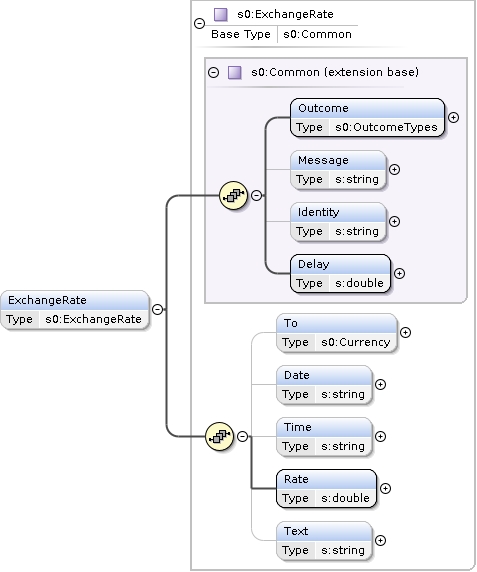 s0:ExchangeRate
Base Type s0:Common
s0:Common (extension base)
Outcome
Type s0:OutcomeTypes
Message
Type s:string
Identity
Type s:string
Delay
Type s:double
ExchangeRate
Type s0:ExchangeRate
To
Type s0:Currency
Date
Type s:string
Time
Type s:string
Rate
Type s:double
Text
Type s:string